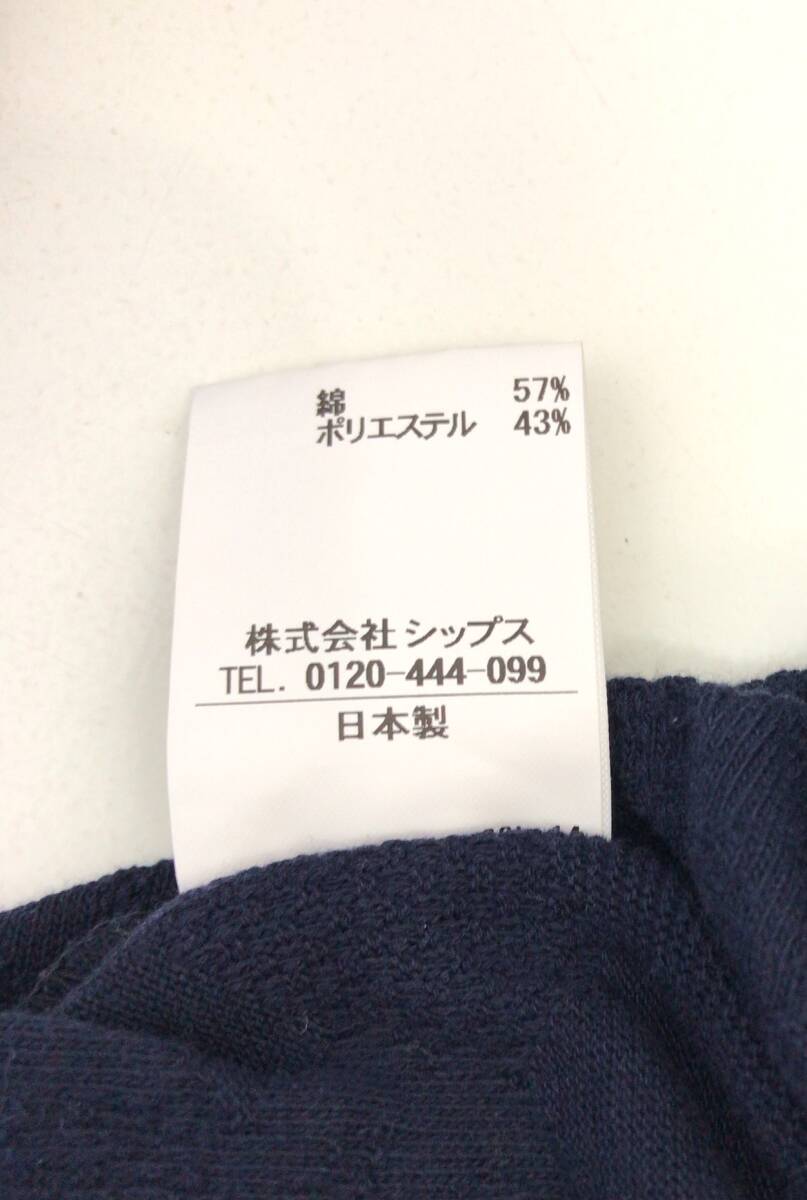 綿 57%
ポリエステル 43%
株式会社シップス
TEL. 0120-444-099
日本製